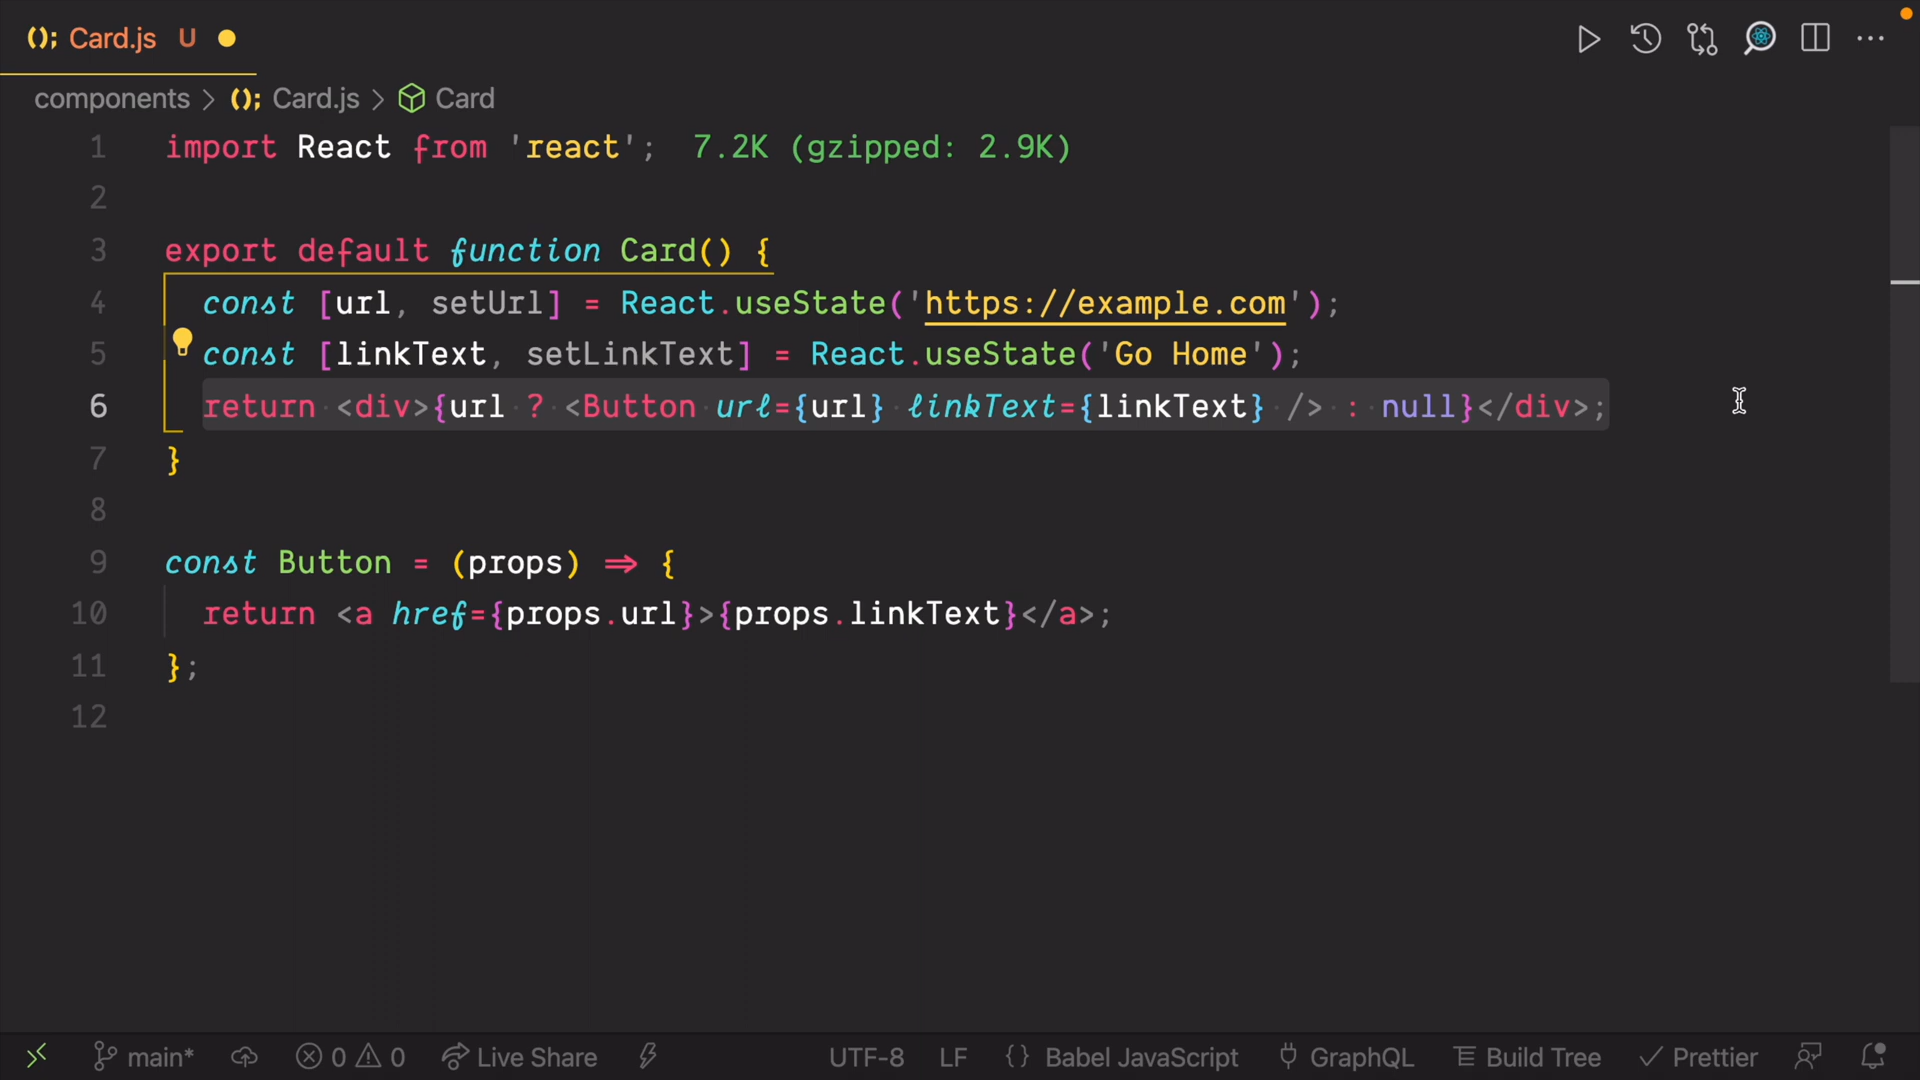 (); Card.js U
components > (); Card.js > Card
1 import React from 'react'; 7.2K (gzipped: 2.9K)
2
3 export default function Card() {
4 const [url, setUrl] = React.useState('https://example.com');
5 const [linkText, setLinkText] = React.useState('Go Home');
6 return <div>{url ? <Button url={url} linkText={linkText} /> : null}</div>;
7 }
8
9 const Button = (props) => {
10 return <a href={props.url}>{props.linkText}</a>;
11 };
12
main* 0 0 Live Share UTF-8 LF {} Babel JavaScript GraphQL Build Tree Prettier